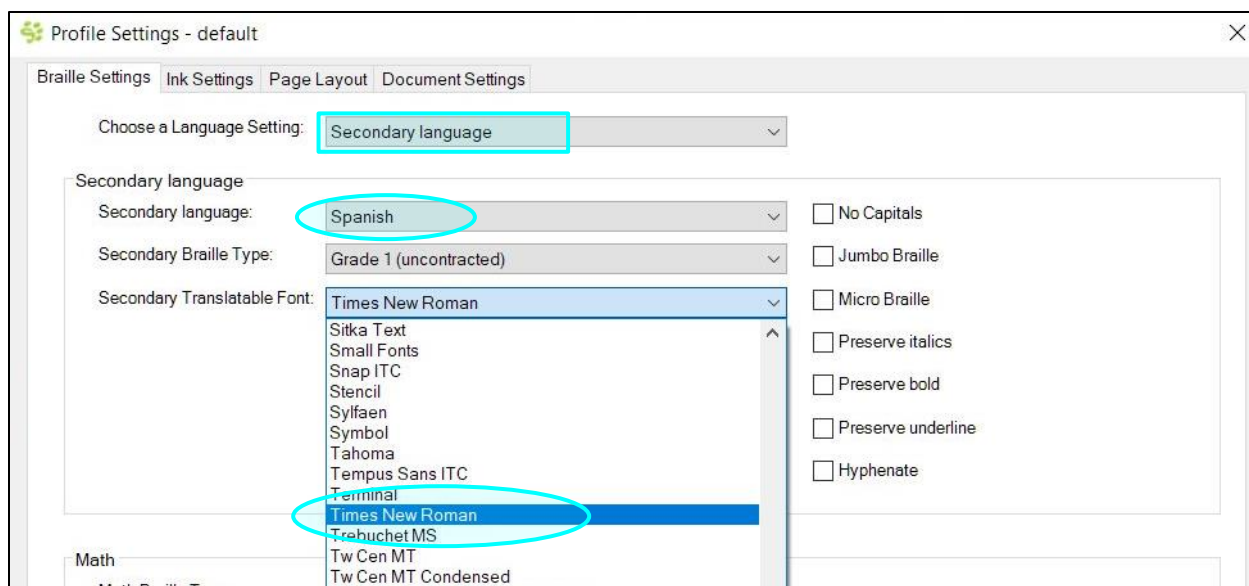 Profile Settings - default
Braille Settings Ink Settings Page Layout Document Settings
Choose a Language Setting: Secondary language
Secondary language
Secondary language: Spanish No Capitals
Secondary Braille Type: Grade 1 (uncontracted) Jumbo Braille
Secondary Translatable Font: Times New Roman Micro Braille
Sitka Text
Small Fonts Preserve italics
Snap ITC
Stencil Preserve bold
Sylfaen
Symbol Preserve underline
Tahoma
Tempus Sans ITC Hyphenate
Terminal
Times New Roman
Trebuchet MS
Math Tw Cen MT
Tw Cen MT Condensed